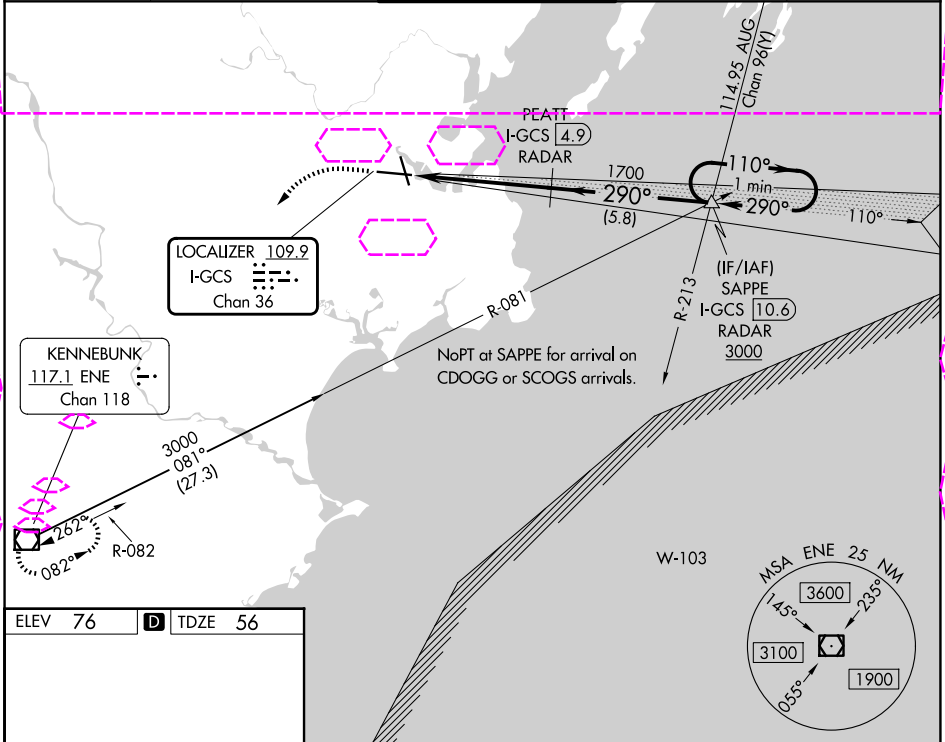 114.95 AUG
Chan 96(Y)
PEATT
I-GCS 4.9
RADAR
1700
290°
(5.8)
110°
1 min
290°
110°
LOCALIZER 109.9
I-GCS
Chan 36
(IF/IAF)
SAPPE
I-GCS 10.6
RADAR
3000
R-081
R-213
NoPT at SAPPE for arrival on
CDOGG or SCOGS arrivals.
KENNEBUNK
117.1 ENE
Chan 118
3000
081°
(27.3)
262°
082°
R-082
W-103
MSA ENE 25 NM
3600
145°
235°
3100
1900
055°
ELEV 76 D TDZE 56